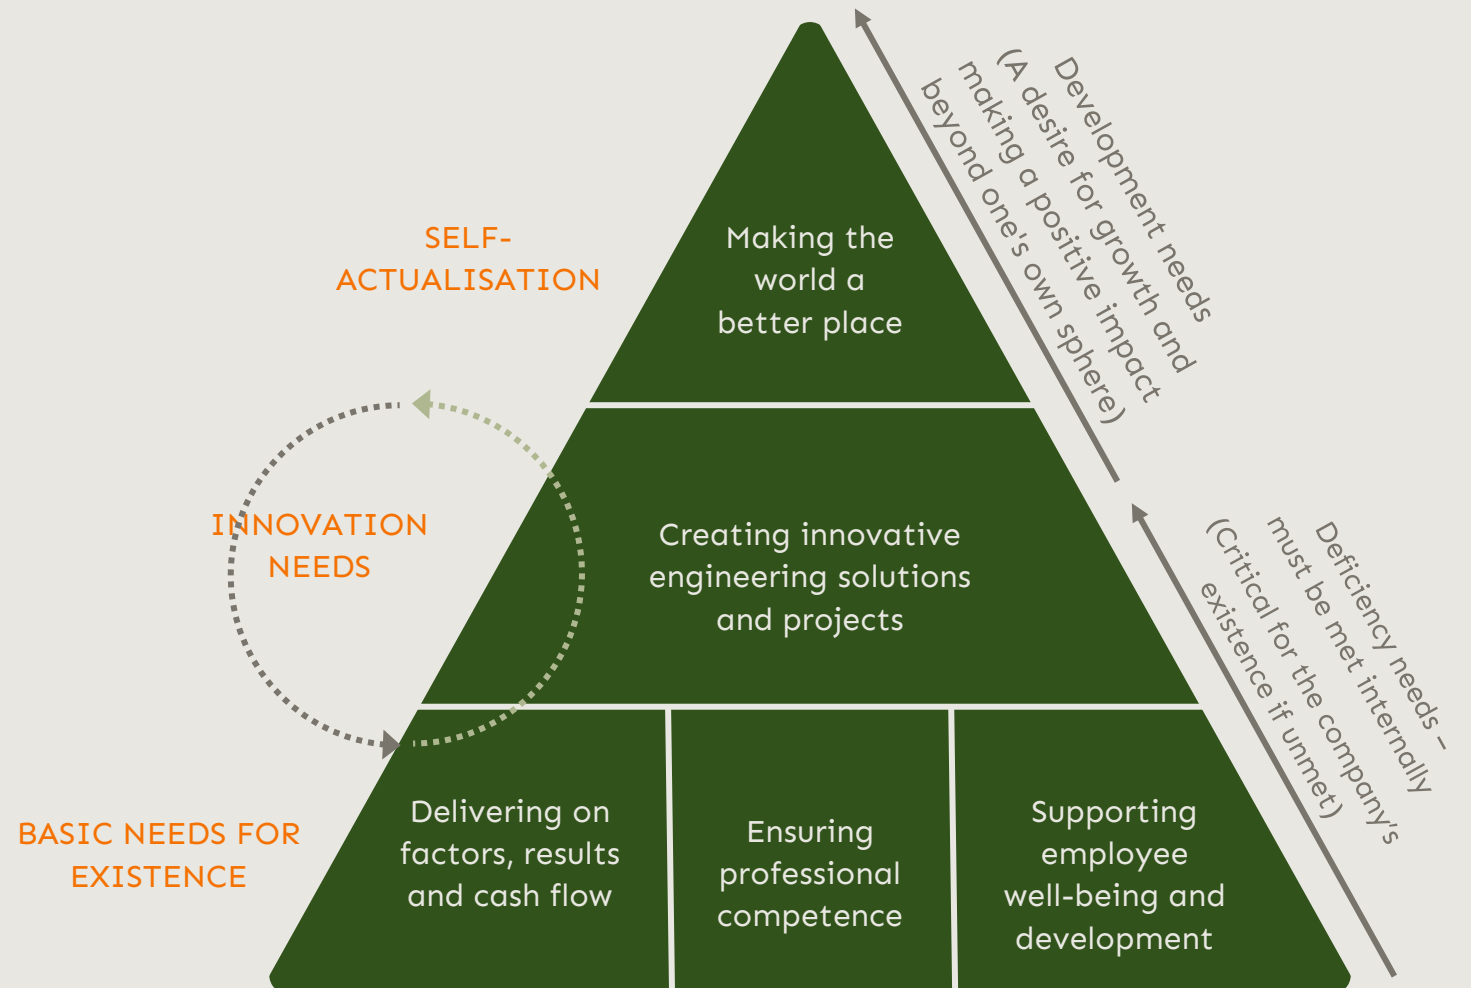 SELF-
ACTUALISATION
Making the
world a
better place
Development needs
(A desire for growth and
making a positive impact
beyond one's own sphere)
INNOVATION
NEEDS
Creating innovative
engineering solutions
and projects
Deficiency needs –
must be met internally
(Critical for the company's
existence if unmet)
BASIC NEEDS FOR
EXISTENCE
Delivering on
factors, results
and cash flow
Ensuring
professional
competence
Supporting
employee
well-being and
development